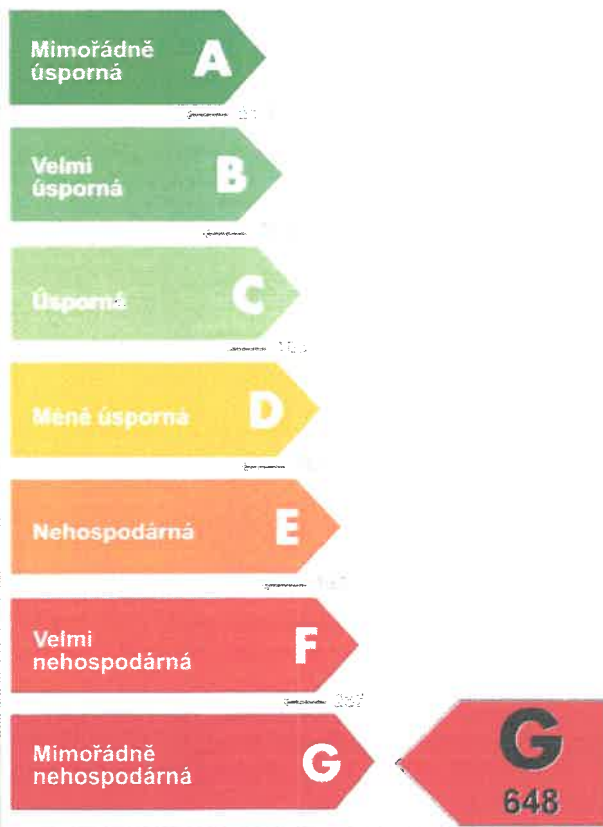 Mimořádně
úsporná
A
Velmi
úsporná
B
Úsporná
C
Méně úsporná
D
Nehospodárná
E
Velmi
nehospodárná
F
Mimořádně
nehospodárná
G
G
648